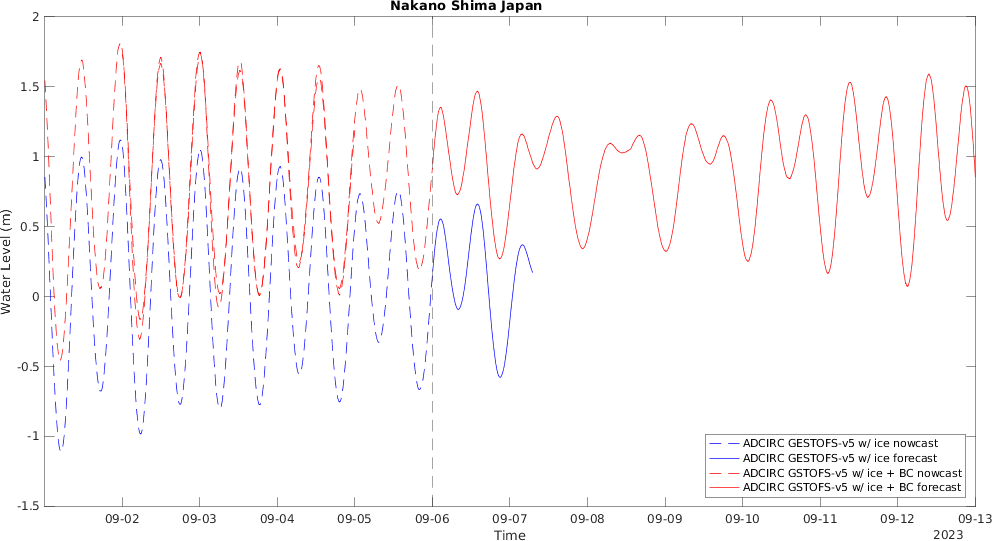 Nakano Shima Japan
Water Level (m)
2
1.5
1
0.5
0
-0.5
-1
-1.5
ADCIRC GESTOFS-v5 w/ ice nowcast
ADCIRC GESTOFS-v5 w/ ice forecast
ADCIRC GSTOFS-v5 w/ ice + BC nowcast
ADCIRC GSTOFS-v5 w/ ice + BC forecast
09-02 09-03 09-04 09-05 09-06 09-07 09-08 09-09 09-10 09-11 09-12 09-13
Time
2023